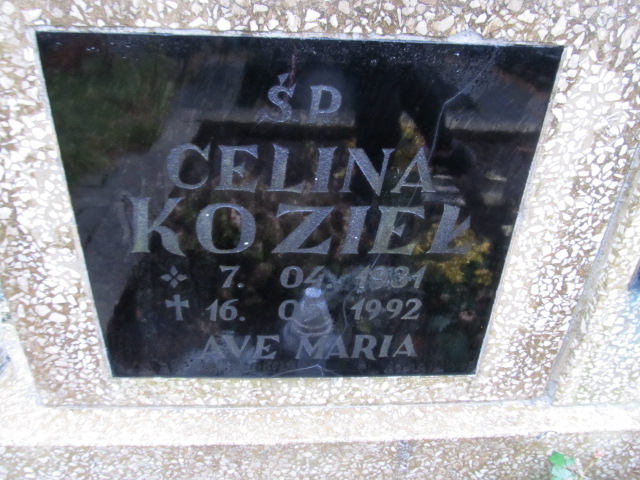 ŚP
CELINA
KOZIEŁ
7. 04. 1931
16. 1992
AVE MARIA